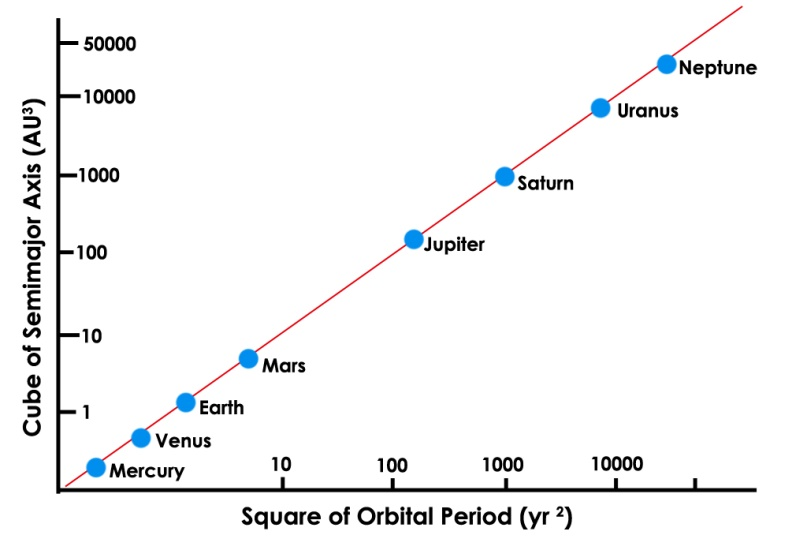 50000
10000
1000
100
10
1
Cube of Semimajor Axis (AU³)
Neptune
Uranus
Saturn
Jupiter
Mars
Earth
Venus
Mercury
10 100 1000 10000
Square of Orbital Period (yr ²)